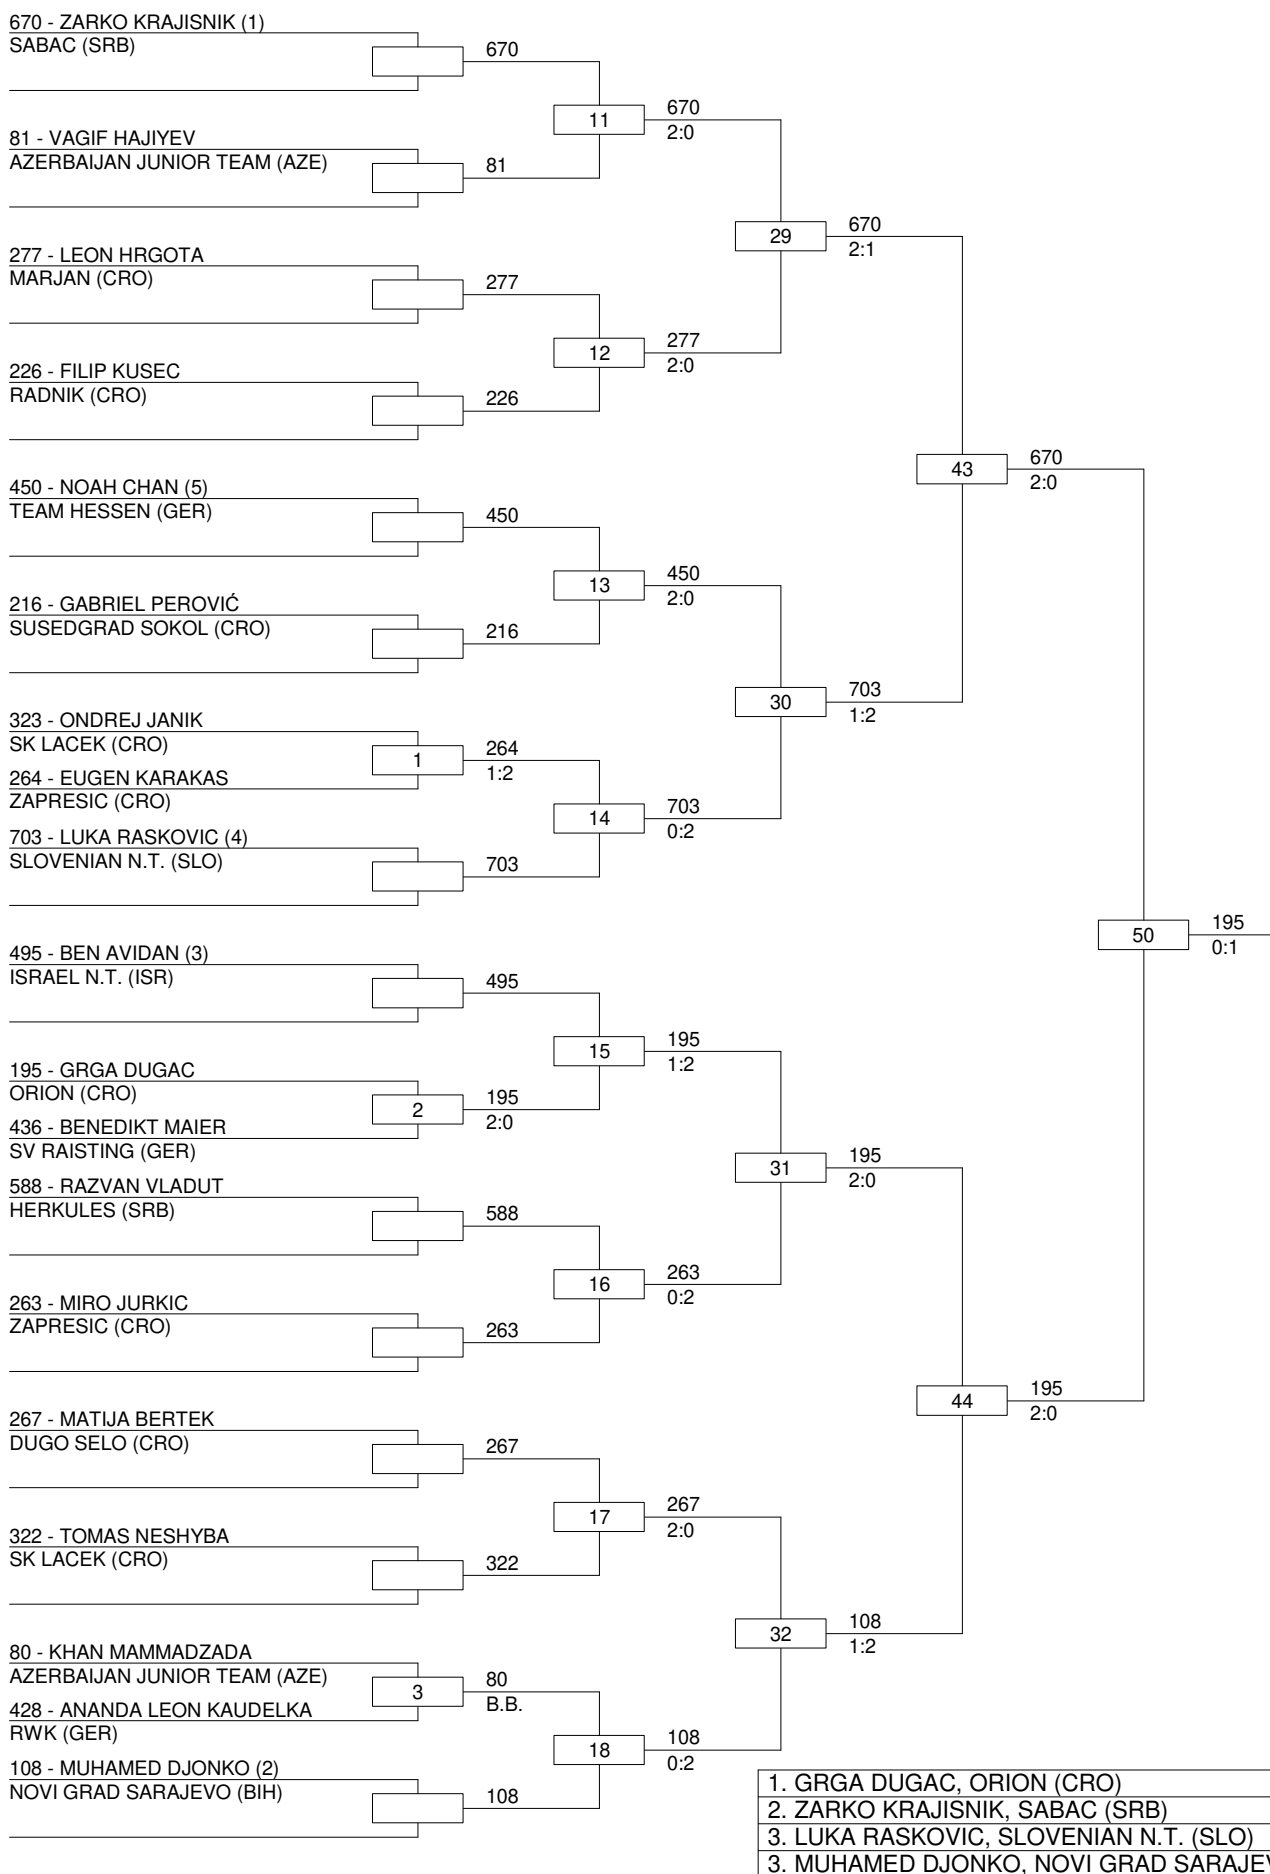 670 - ZARKO KRAJISNIK (1)
SABAC (SRB)
670
11
670
2:0
81 - VAGIF HAJIYEV
AZERBAIJAN JUNIOR TEAM (AZE)
81
29
670
2:1
277 - LEON HRGOTA
MARJAN (CRO)
277
12
277
2:0
226 - FILIP KUSEC
RADNIK (CRO)
226
43
670
2:0
450 - NOAH CHAN (5)
TEAM HESSEN (GER)
450
13
450
2:0
216 - GABRIEL PEROVIĆ
SUSEDGRAD SOKOL (CRO)
216
30
703
1:2
323 - ONDREJ JANIK
SK LACEK (CRO)
1
264
1:2
264 - EUGEN KARAKAS
ZAPRESIC (CRO)
14
703
0:2
703 - LUKA RASKOVIC (4)
SLOVENIAN N.T. (SLO)
703
50
195
0:1
495 - BEN AVIDAN (3)
ISRAEL N.T. (ISR)
495
15
195
1:2
195 - GRGA DUGAC
ORION (CRO)
2
195
2:0
436 - BENEDIKT MAIER
SV RAISTING (GER)
31
195
2:0
588 - RAZVAN VLADUT
HERKULES (SRB)
588
16
263
0:2
263 - MIRO JURKIC
ZAPRESIC (CRO)
263
44
195
2:0
267 - MATIJA BERTEK
DUGO SELO (CRO)
267
17
267
2:0
322 - TOMAS NESHYBA
SK LACEK (CRO)
322
32
108
1:2
80 - KHAN MAMMADZADA
AZERBAIJAN JUNIOR TEAM (AZE)
3
80
B.B.
428 - ANANDA LEON KAUDELKA
RWK (GER)
18
108
0:2
108 - MUHAMED DJONKO (2)
NOVI GRAD SARAJEVO (BIH)
108
1. GRGA DUGAC, ORION (CRO)
2. ZARKO KRAJISNIK, SABAC (SRB)
3. LUKA RASKOVIC, SLOVENIAN N.T. (SLO)
3. MUHAMED DJONKO, NOVI GRAD